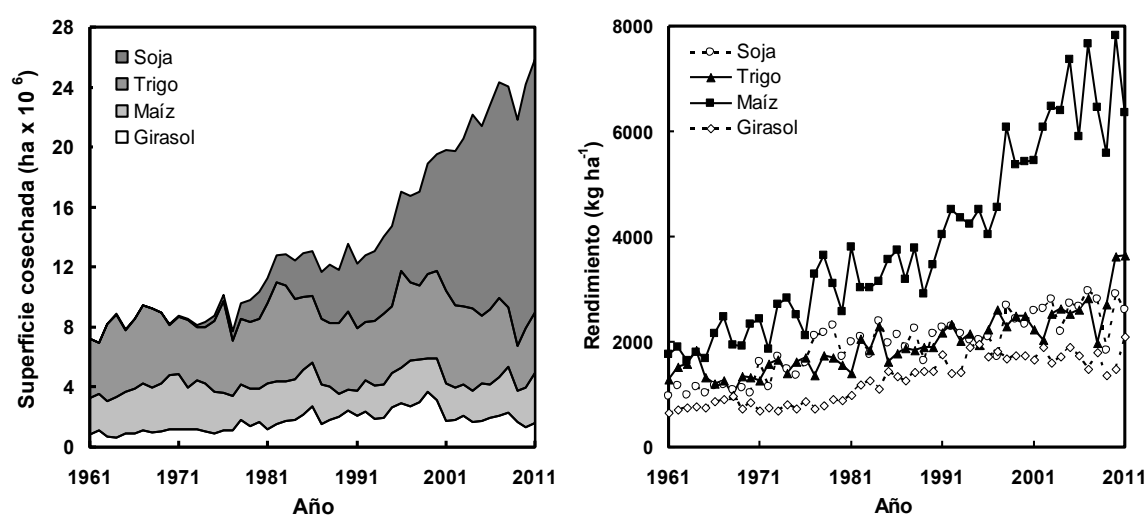 28
24
20
16
12
8
4
0
Superficie cosechada (ha x 10⁶)
Soja
Trigo
Maíz
Girasol
1961 1971 1981 1991 2001 2011
Año
8000
6000
4000
2000
0
Rendimiento (kg ha⁻¹)
Soja
Trigo
Maíz
Girasol
1961 1971 1981 1991 2001 2011
Año